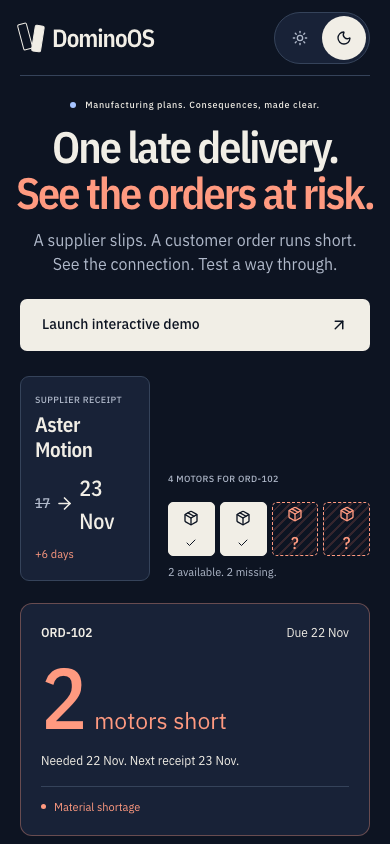 DominoOS
Manufacturing plans. Consequences, made clear.
One late delivery.
See the orders at risk.
A supplier slips. A customer order runs short.
See the connection. Test a way through.
Launch interactive demo
SUPPLIER RECEIPT
Aster
Motion
17 → 23
Nov
+6 days
4 MOTORS FOR ORD-102
? ?
2 available. 2 missing.
ORD-102 Due 22 Nov
2 motors short
Needed 22 Nov. Next receipt 23 Nov.
Material shortage